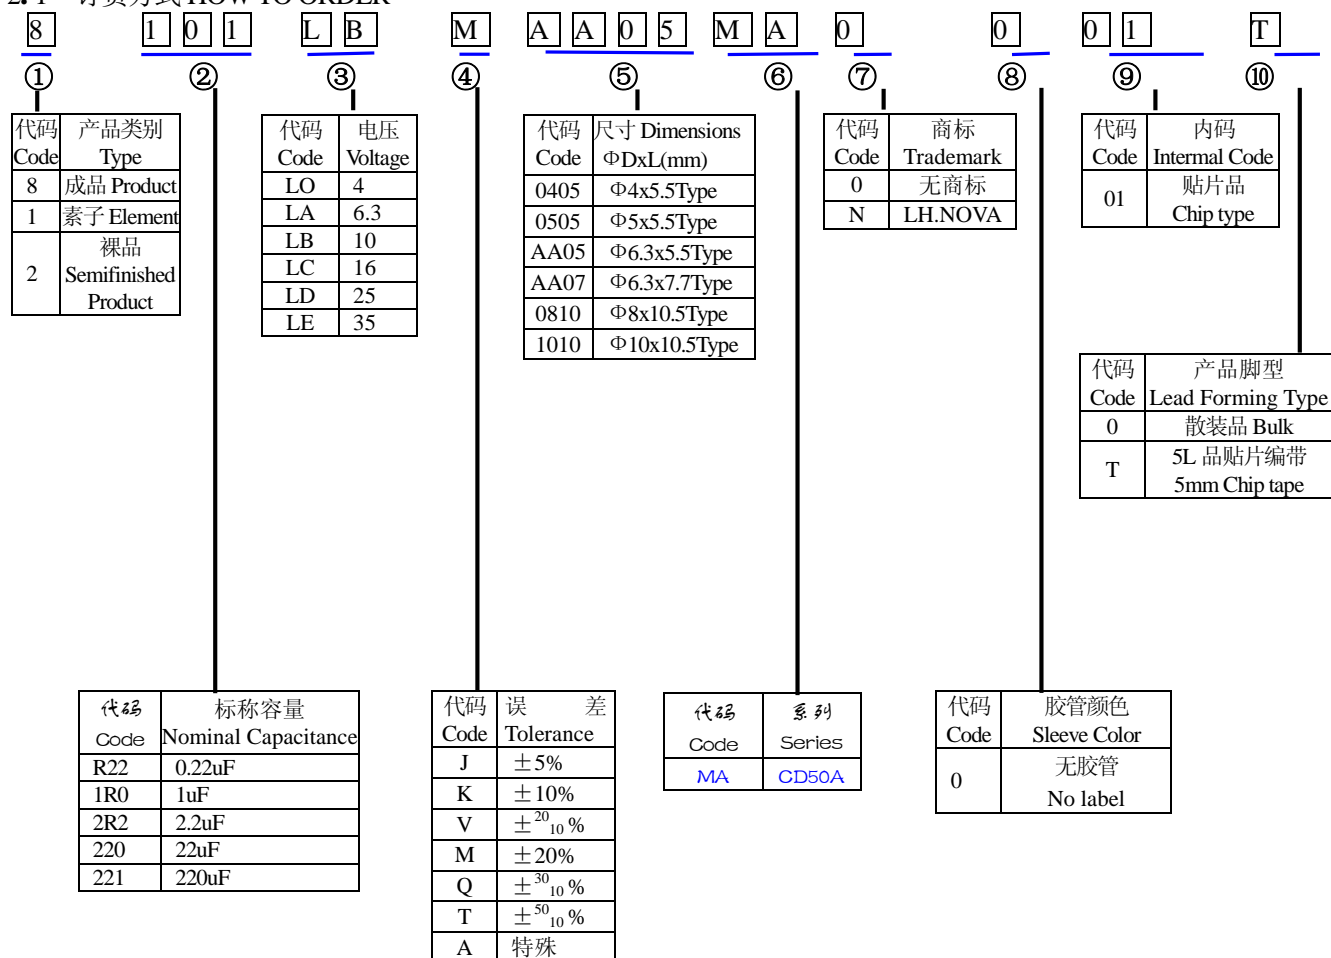 2. 1 订货方式 HOW TO ORDER
8 1 0 1 L B M A A 0 5 M A 0 0 0 1 T
① ② ③ ④ ⑤ ⑥ ⑦ ⑧ ⑨ ⑩
代码 产品类别
Code Type
8 成品 Product
1 素子 Element
2 裸品 Semifinished Product
代码 电压
Code Voltage
LO 4
LA 6.3
LB 10
LC 16
LD 25
LE 35
代码 尺寸 Dimensions
Code ΦDxL(mm)
0405 Φ4x5.5Type
0505 Φ5x5.5Type
AA05 Φ6.3x5.5Type
AA07 Φ6.3x7.7Type
0810 Φ8x10.5Type
1010 Φ10x10.5Type
代码 商标
Code Trademark
0 无商标
N LH.NOVA
代码 内码
Code Intermal Code
01 贴片品
Chip type
代码 产品脚型
Code Lead Forming Type
0 散装品 Bulk
T 5L 品贴片编带
5mm Chip tape
代码 标称容量
Code Nominal Capacitance
R22 0.22uF
1R0 1uF
2R2 2.2uF
220 22uF
221 220uF
代码 误 差
Code Tolerance
J ±5%
K ±10%
V ±20 10 %
M ±20%
Q ±30 10 %
T ±50 10 %
A 特殊
代码 系列
Code Series
MA CD50A
代码 胶管颜色
Code Sleeve Color
0 无胶管
No label